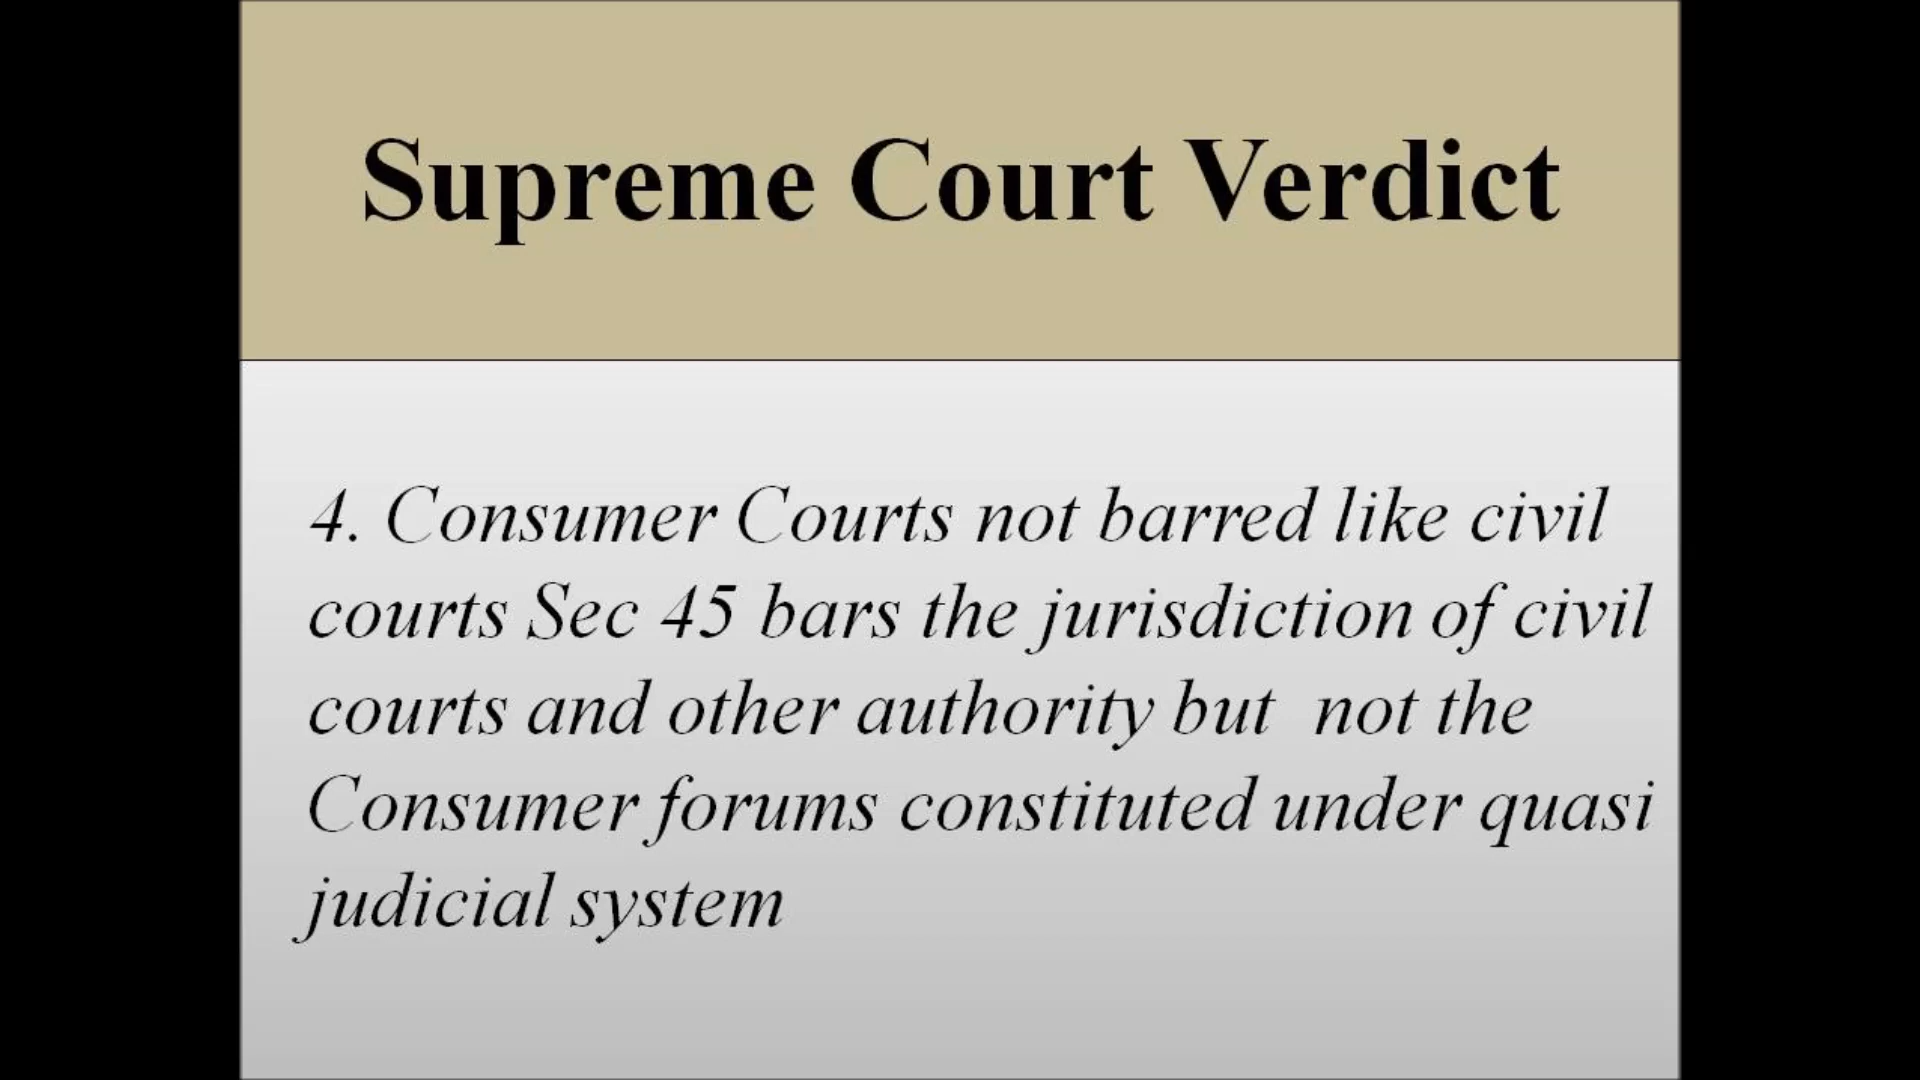 Supreme Court Verdict
4. Consumer Courts not barred like civil
courts Sec 45 bars the jurisdiction of civil
courts and other authority but  not the
Consumer forums constituted under quasi
judicial system